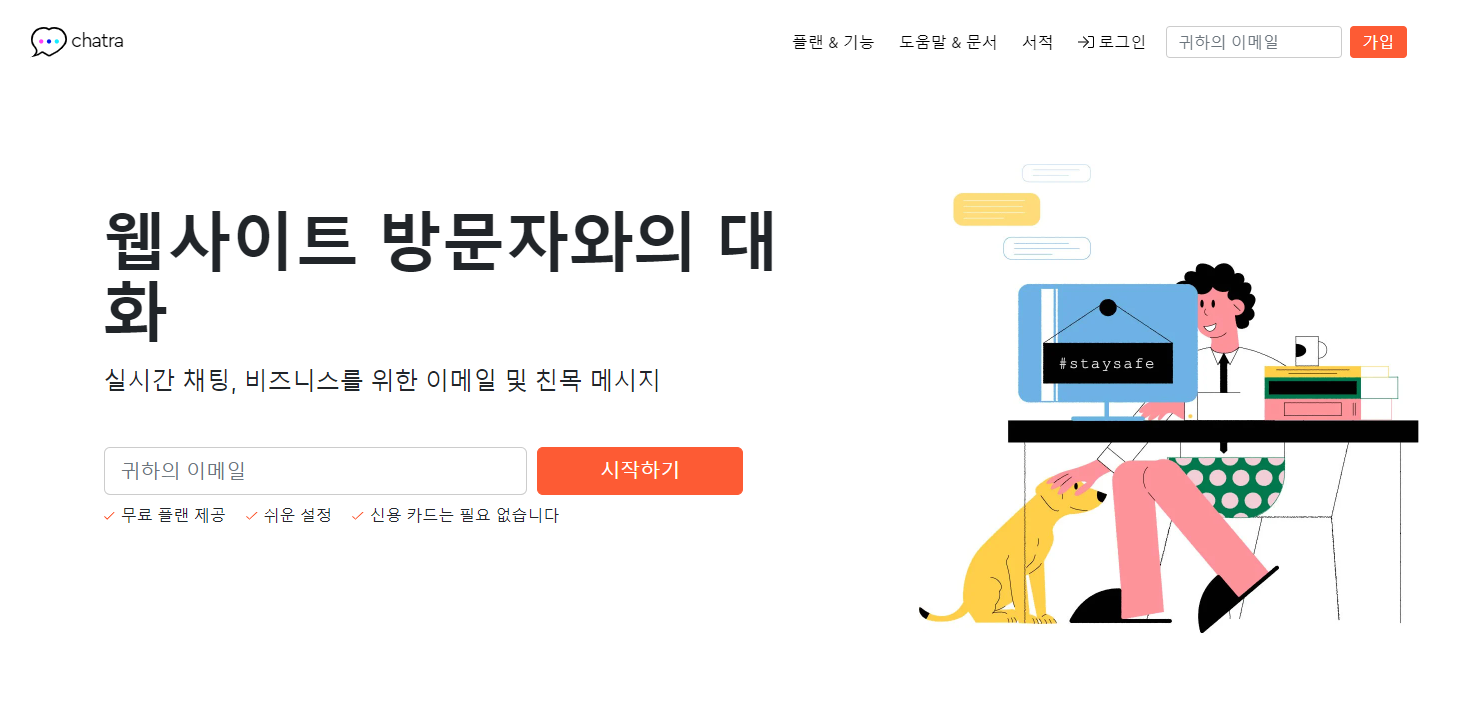 chatra
플랜 & 기능 도움말 & 문서 서적 로그인 귀하의 이메일 가입
웹사이트 방문자와의 대
화
실시간 채팅, 비즈니스를 위한 이메일 및 친목 메시지
귀하의 이메일 시작하기
무료 플랜 제공 쉬운 설정 신용 카드는 필요 없습니다
#staysafe